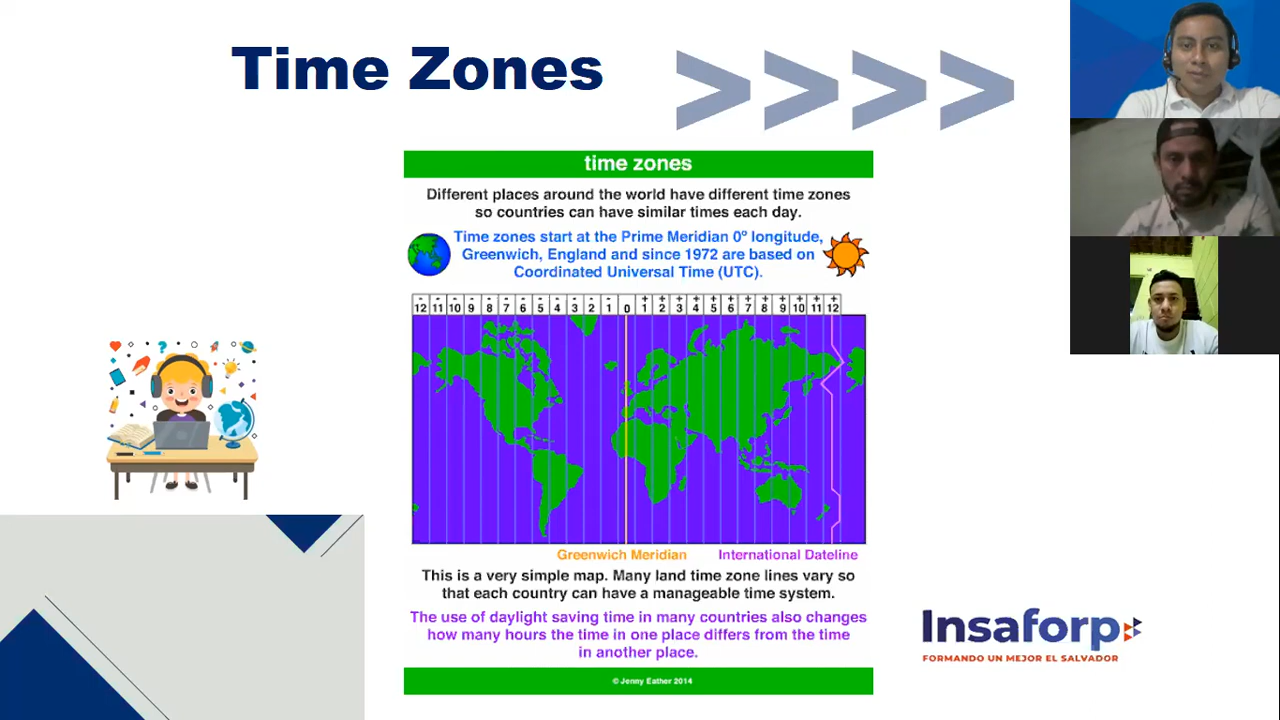 Time Zones
time zones
Different places around the world have different time zones
so countries can have similar times each day.
Time zones start at the Prime Meridian 0º longitude,
Greenwich, England and since 1972 are based on
Coordinated Universal Time (UTC).
- - - - - - - - - - - - + + + + + + + + + + + +
12 11 10 9 8 7 6 5 4 3 2 1 0 1 2 3 4 5 6 7 8 9 10 11 12
Greenwich Meridian International Dateline
This is a very simple map. Many land time zone lines vary so
that each country can have a manageable time system.
The use of daylight saving time in many countries also changes
how many hours the time in one place differs from the time
in another place.
© Jenny Eather 2014
Insaforp
FORMANDO UN MEJOR EL SALVADOR